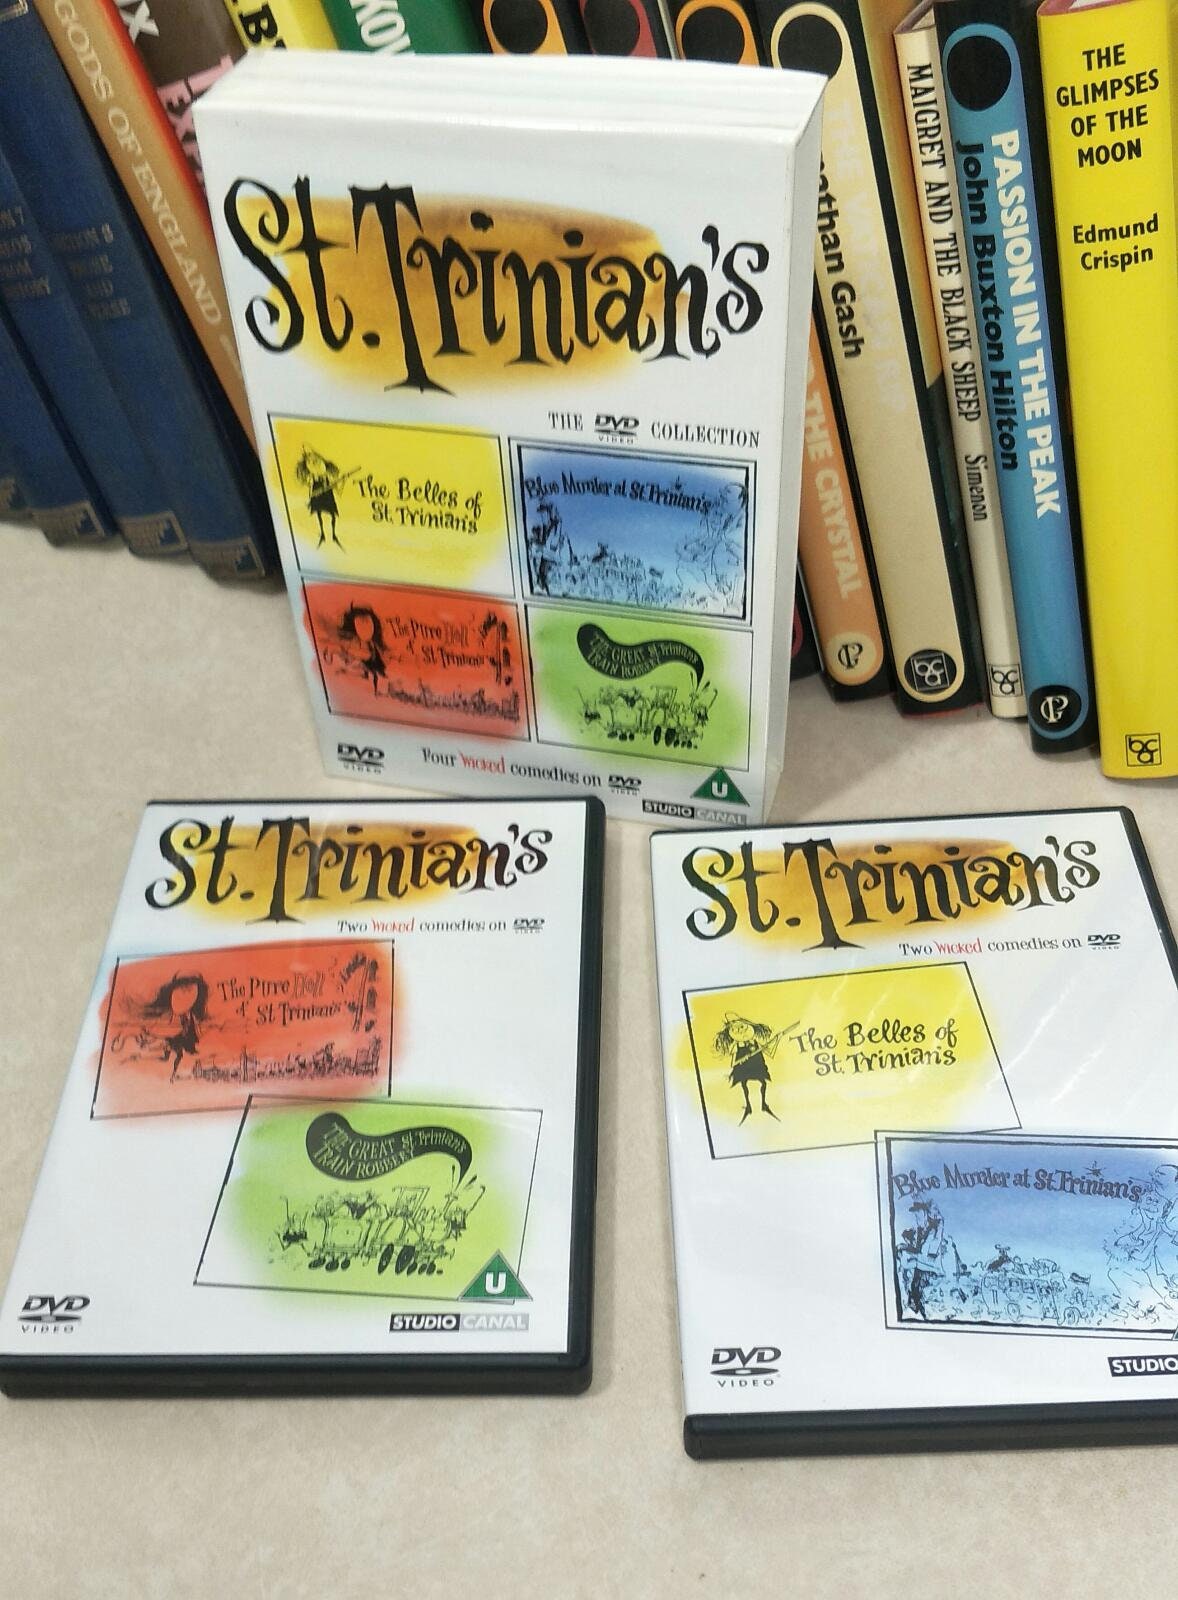 GODS OF ENGLAND
THE
GLIMPSES
OF THE
MOON
Edmund
Crispin
PASSION IN THE PEAK
John Buxton Hilton
MAIGRET AND THE BLACK SHEEP Simenon
Gash
THE CRYSTAL
St. Trinian's
THE DVD VIDEO COLLECTION
The Belles of
St. Trinian's
Blue Murder at St. Trinian's
The Pure Hell
of St. Trinian's
THE GREAT St. Trinian's
TRAIN ROBBERY
DVD
VIDEO
Four Wicked comedies on DVD
VIDEO
U
STUDIO CANAL
St. Trinian's
Two Wicked comedies on DVD
VIDEO
The Pure Hell
of St. Trinian's
THE GREAT St. Trinian's
TRAIN ROBBERY
U
DVD
VIDEO
STUDIO CANAL
St. Trinian's
Two Wicked comedies on DVD
VIDEO
The Belles of
St. Trinian's
Blue Murder at St. Trinian's
DVD
VIDEO
STUDIO